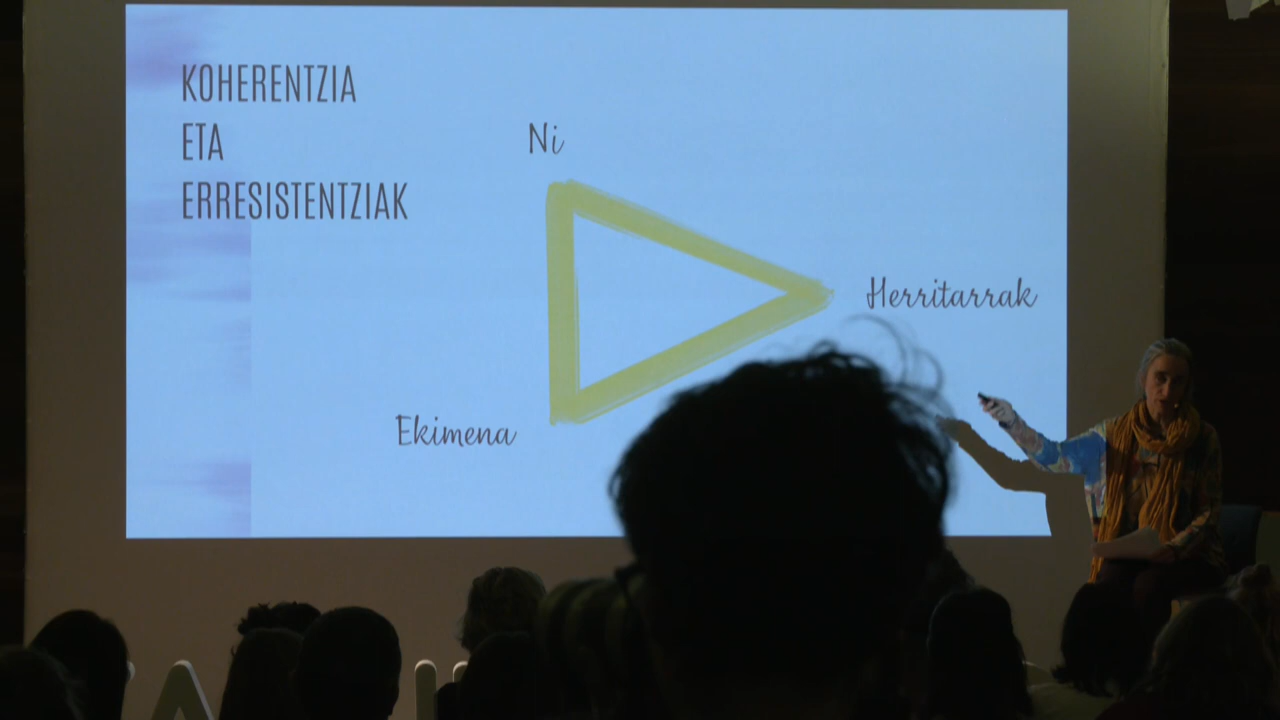 KOHERENTZIA
ETA
ERRESISTENTZIAK
Ni
Herritarrak
Ekimena